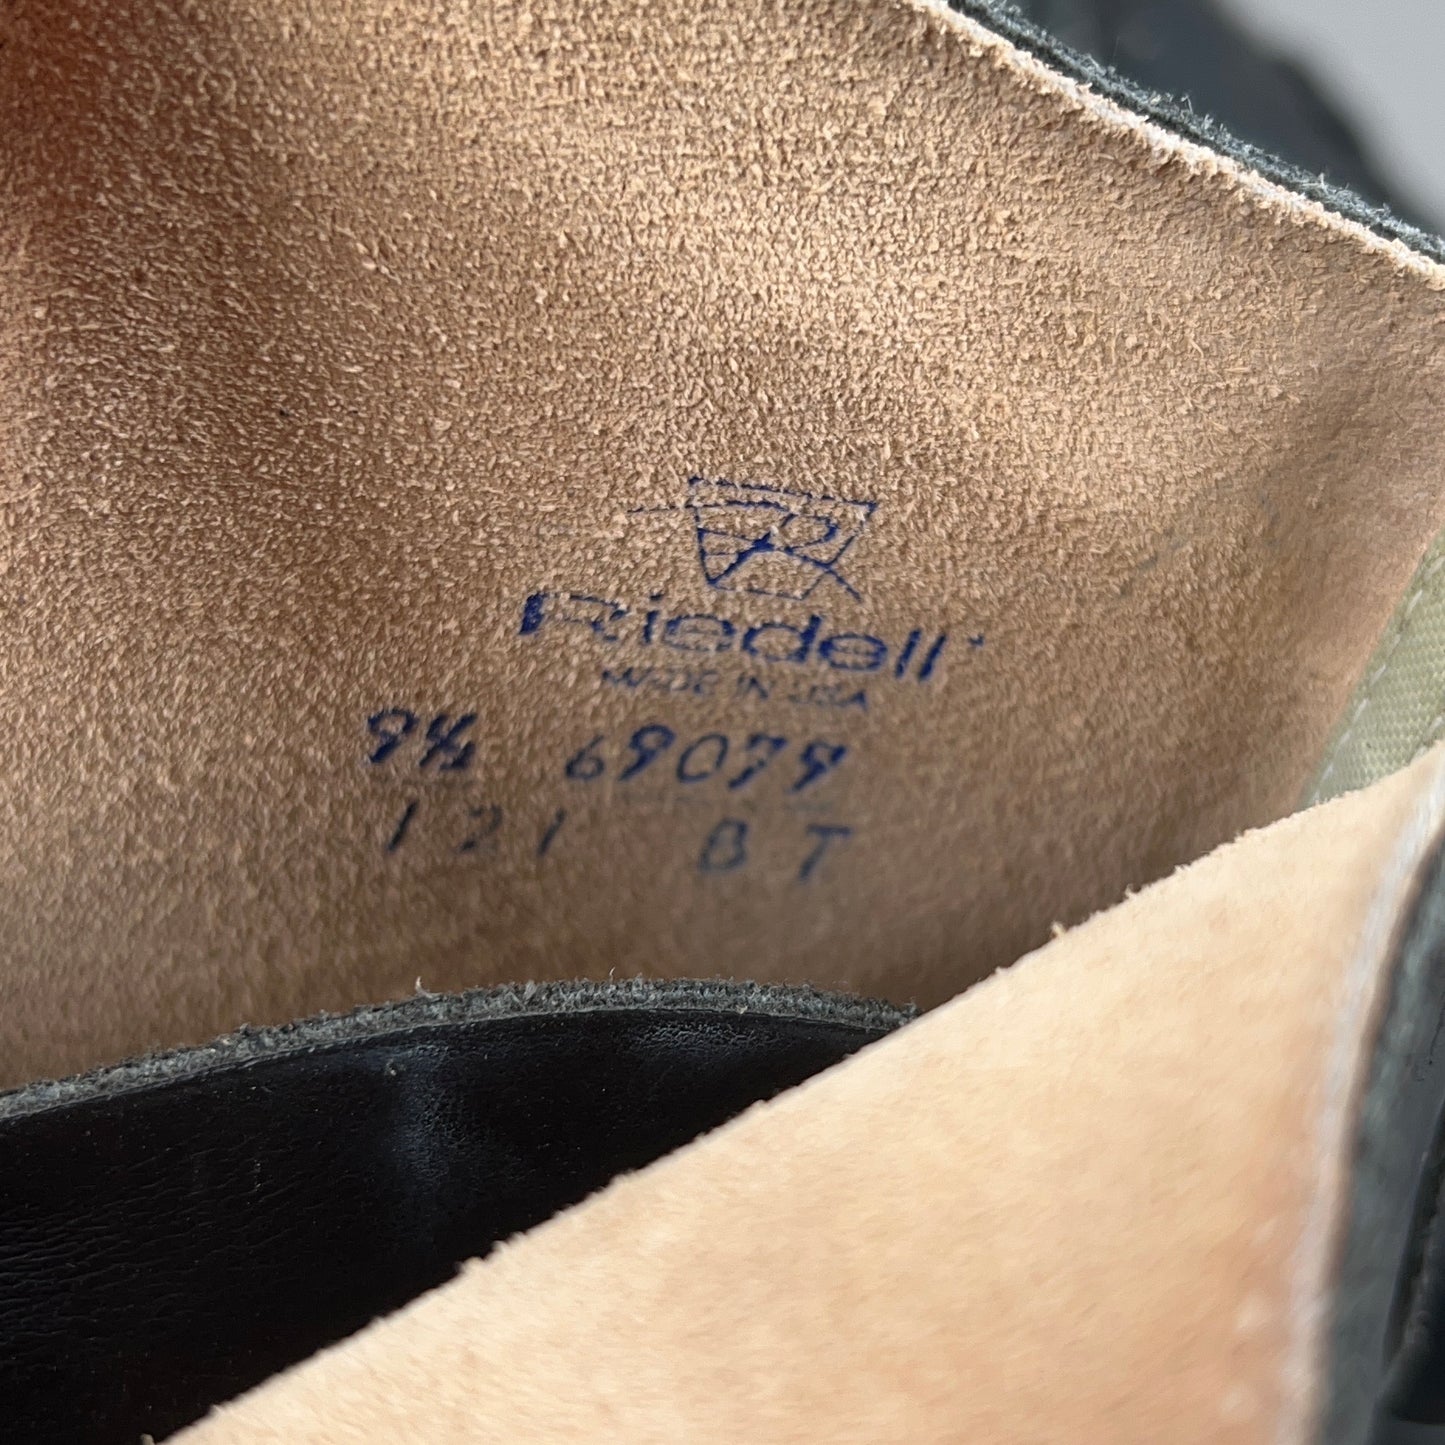 R
Riedell
MADE IN USA
9½ 69079
121 BT